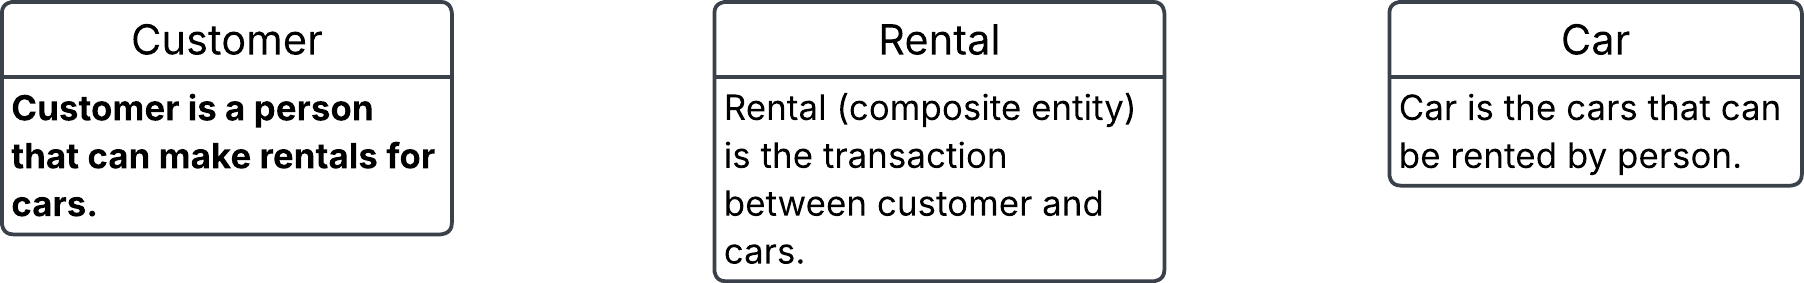 Customer
Customer is a person
that can make rentals for
cars.
Rental
Rental (composite entity)
is the transaction
between customer and
cars.
Car
Car is the cars that can
be rented by person.